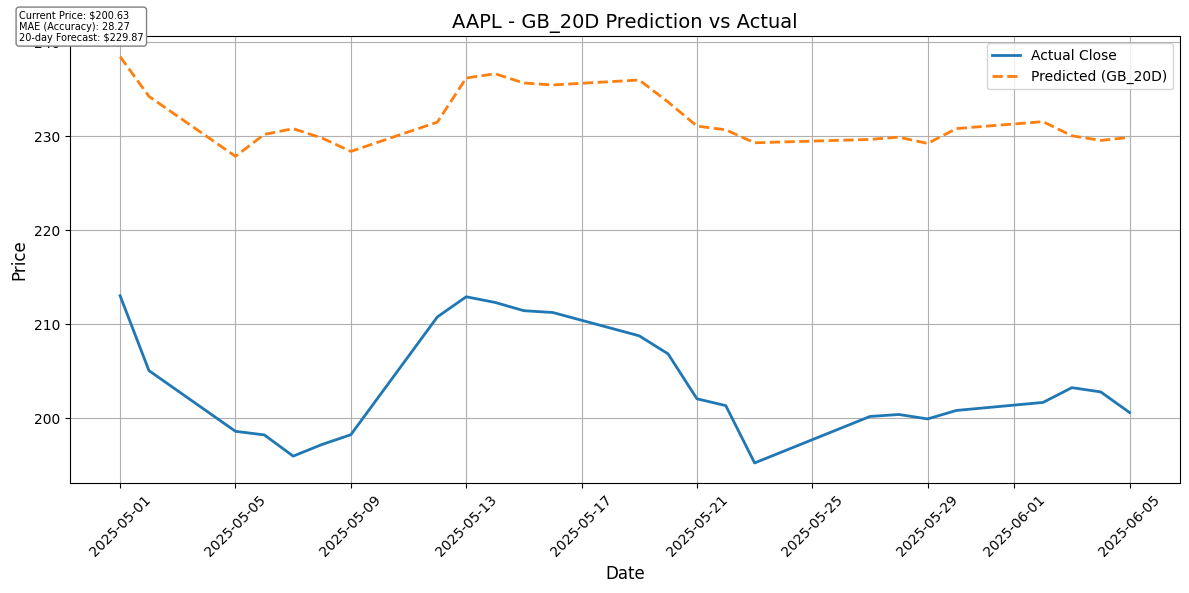 AAPL - GB_20D Prediction vs Actual
Current Price: $200.63
MAE (Accuracy): 28.27
20-day Forecast: $229.87
Actual Close
Predicted (GB_20D)
Price
230
220
210
200
2025-05-01
2025-05-05
2025-05-09
2025-05-13
2025-05-17
2025-05-21
2025-05-25
2025-05-29
2025-06-01
2025-06-05
Date